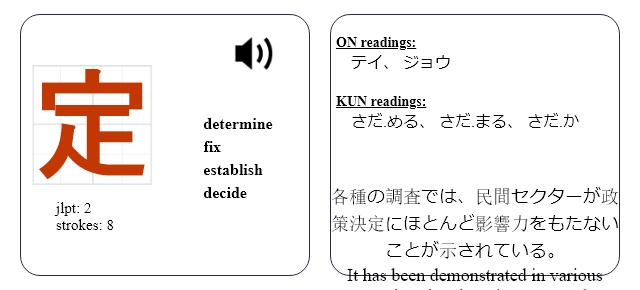 定
determine
fix
establish
decide
jlpt: 2
strokes: 8
ON readings:
テイ、 ジョウ
KUN readings:
さだ.める、 さだ.まる、 さだ.か
各種の調査では、民間セクターが政
策決定にほとんど影響力をもたない
ことが示されている。
It has been demonstrated in various